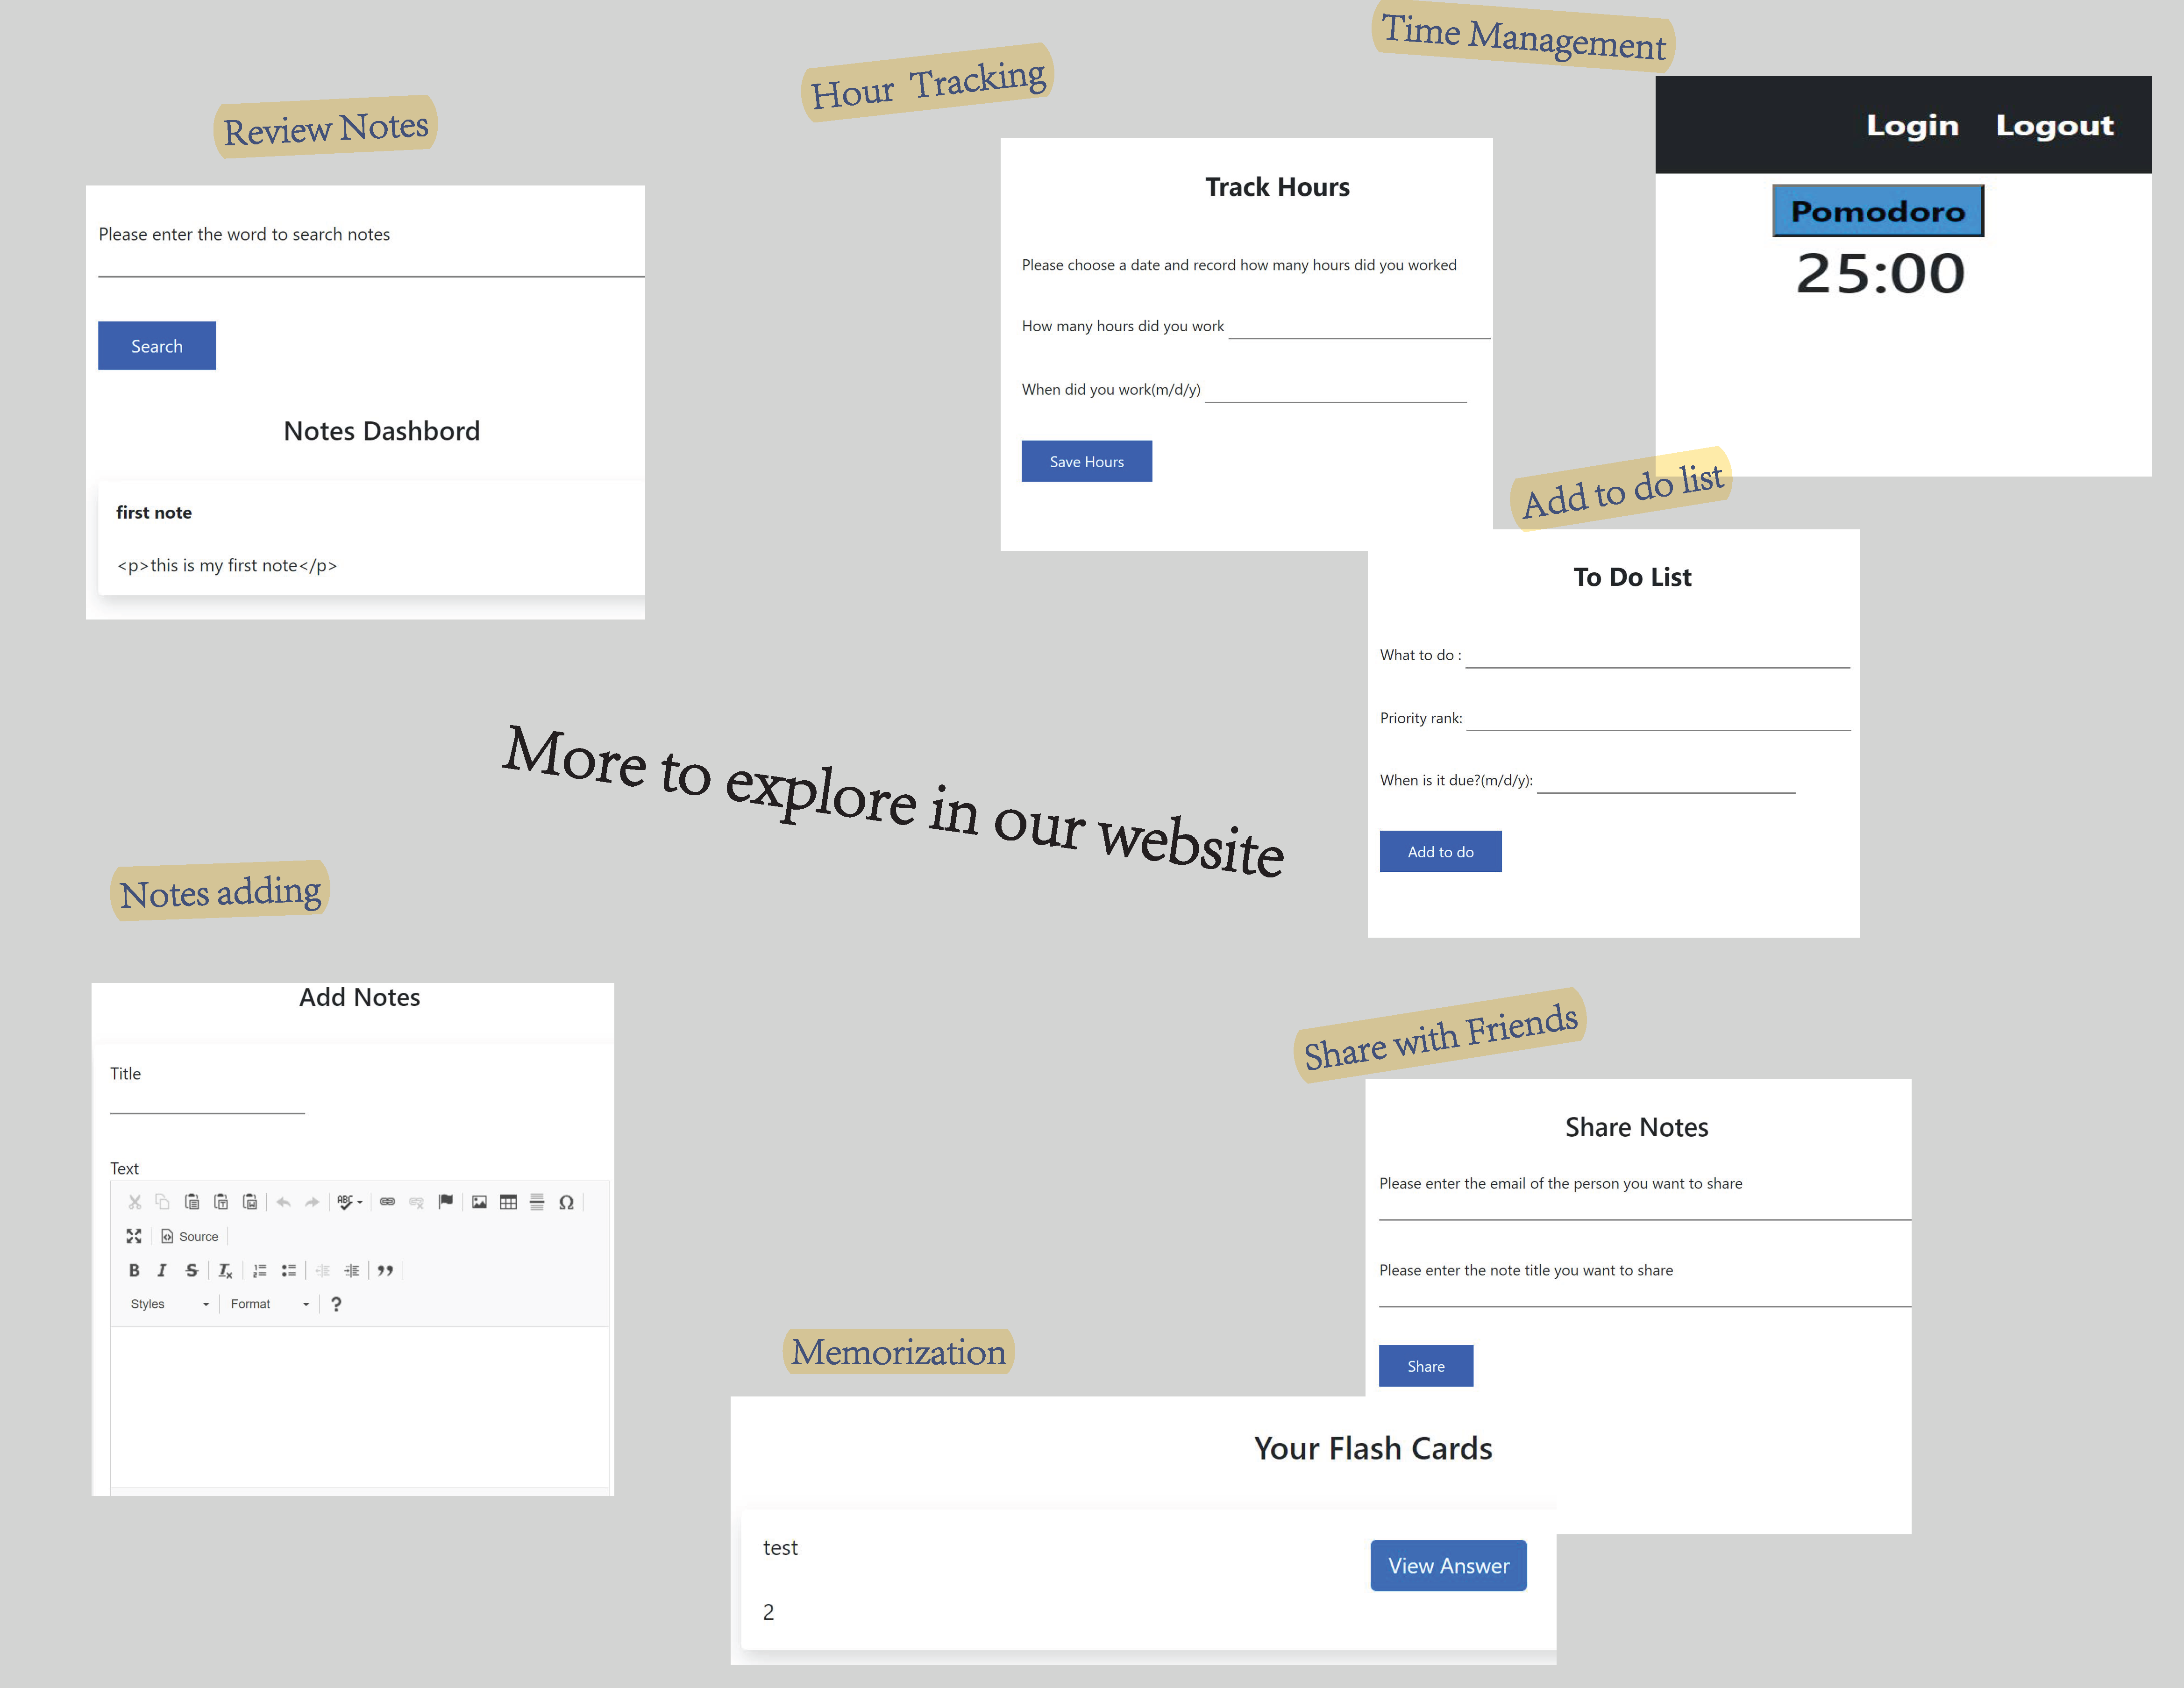 Time Management
Hour Tracking
Review Notes
Login Logout
Pomodoro
25:00
Track Hours
Please choose a date and record how many hours did you worked
How many hours did you work
When did you work(m/d/y)
Save Hours
Please enter the word to search notes
Search
Notes Dashbord
first note
<p>this is my first note</p>
Add to do list
To Do List
What to do :
Priority rank:
When is it due?(m/d/y):
Add to do
More to explore in our website
Notes adding
Add Notes
Title
Text
ABC
Ω
Source
B I S Tx
Styles Format ?
Share with Friends
Share Notes
Please enter the email of the person you want to share
Please enter the note title you want to share
Share
Memorization
Your Flash Cards
test
View Answer
2